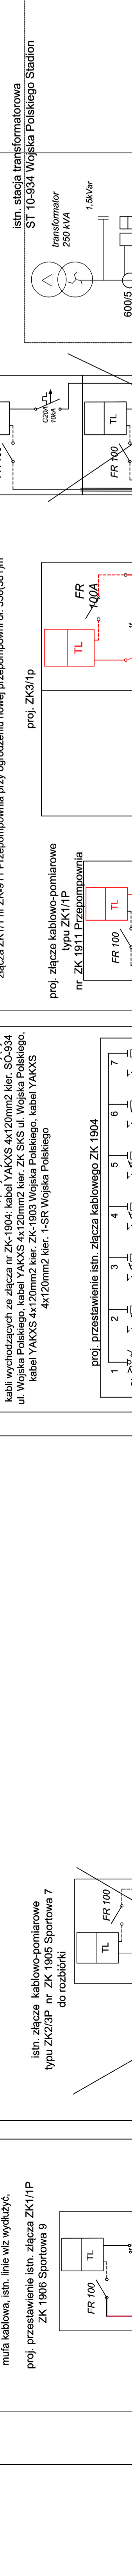 istn. stacja transformatorowa
ST 10-934 Wojska Polskiego Stadion
transformator
250 kVA
1,5kVar
600/5
C20A
10kA
TL
FR 100
proj. ZK3/1p
TL
FR
100A
proj. złącze kablowo-pomiarowe
typu ZK1/1P
nr ZK 1911 Przepompownia
TL
FR 100
kabli wychodzących ze złącza nr ZK-1904: kabel YAKXS 4x120mm2 kier. SO-934
ul. Wojska Polskiego, kabel YAKXS 4x120mm2 kier. ZK SKS ul. Wojska Polskiego,
kabel YAKXS 4x120mm2 kier. ZK-1903 Wojska Polskiego, kabel YAKXS
4x120mm2 kier. 1-SR Wojska Polskiego
proj. przestawienie istn. złącza kablowego ZK 1904
1 2 3 4 5 6 7
istn. złącze kablowo-pomiarowe
typu ZK2/3P nr ZK 1905 Sportowa 7
do rozbiórki
TL
FR 100
mufa kablowa, istn. linie wlz wydłużyć,
proj. przestawienie istn. złącza ZK1/1P
ZK 1906 Sportowa 9
TL
FR 100